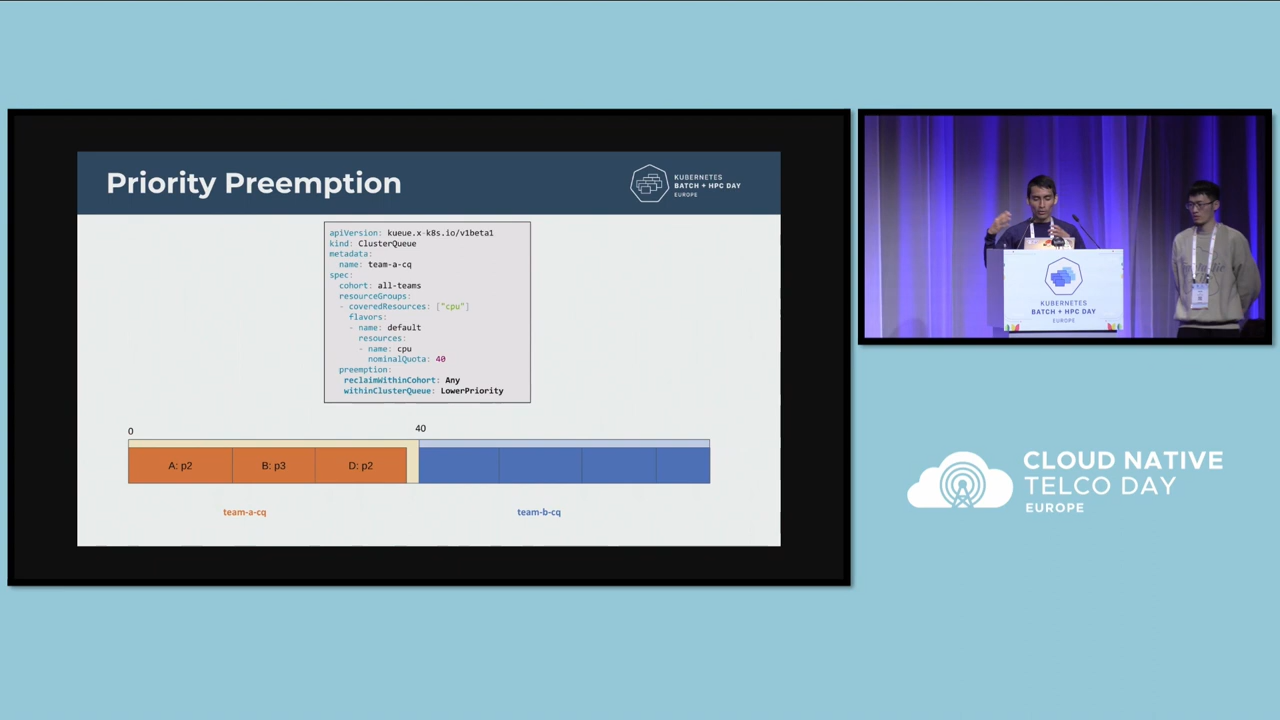 Priority Preemption
KUBERNETES
BATCH + HPC DAY
EUROPE
apiVersion: kueue.x-k8s.io/v1beta1
kind: ClusterQueue
metadata:
  name: team-a-cq
spec:
  cohort: all-teams
  resourceGroups:
  - coveredResources: ["cpu"]
    flavors:
    - name: default
      resources:
      - name: cpu
        nominalQuota: 40
  preemption:
   reclaimWithinCohort: Any
   withinClusterQueue: LowerPriority
0
40
A: p2
B: p3
D: p2
team-a-cq
team-b-cq
KUBERNETES
BATCH + HPC DAY
EUROPE
CLOUD NATIVE
TELCO DAY
EUROPE